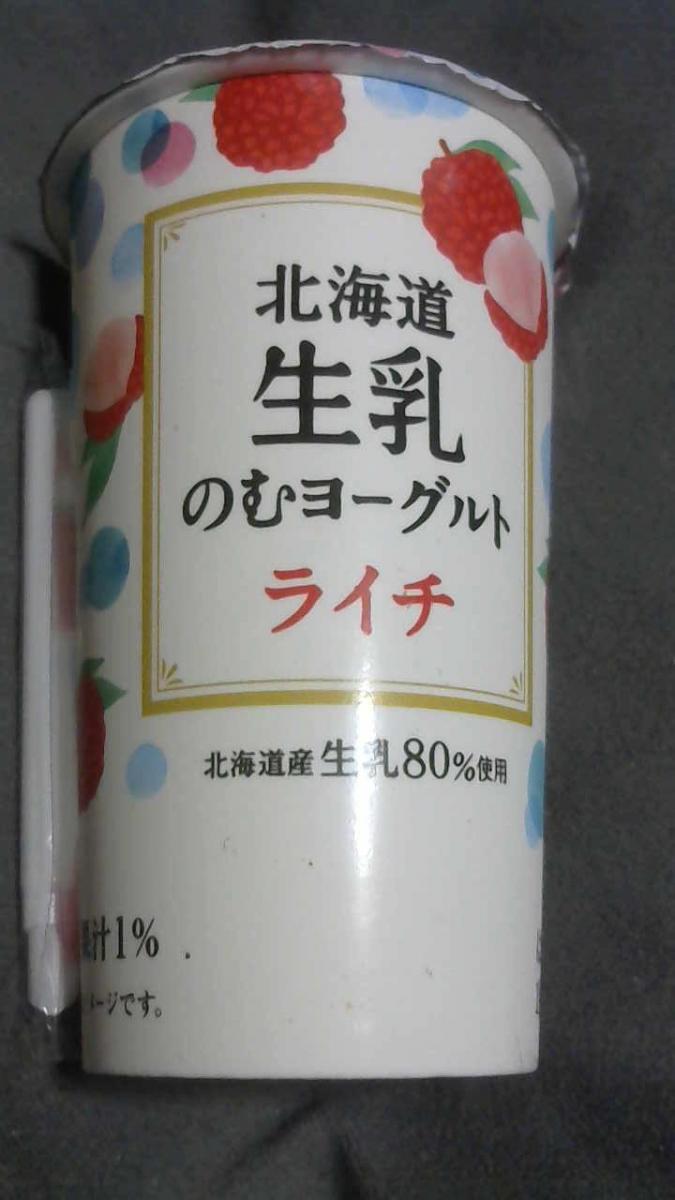 北海道
生乳
のむヨーグルト
ライチ
北海道産生乳80%使用
汁1%
ージです。